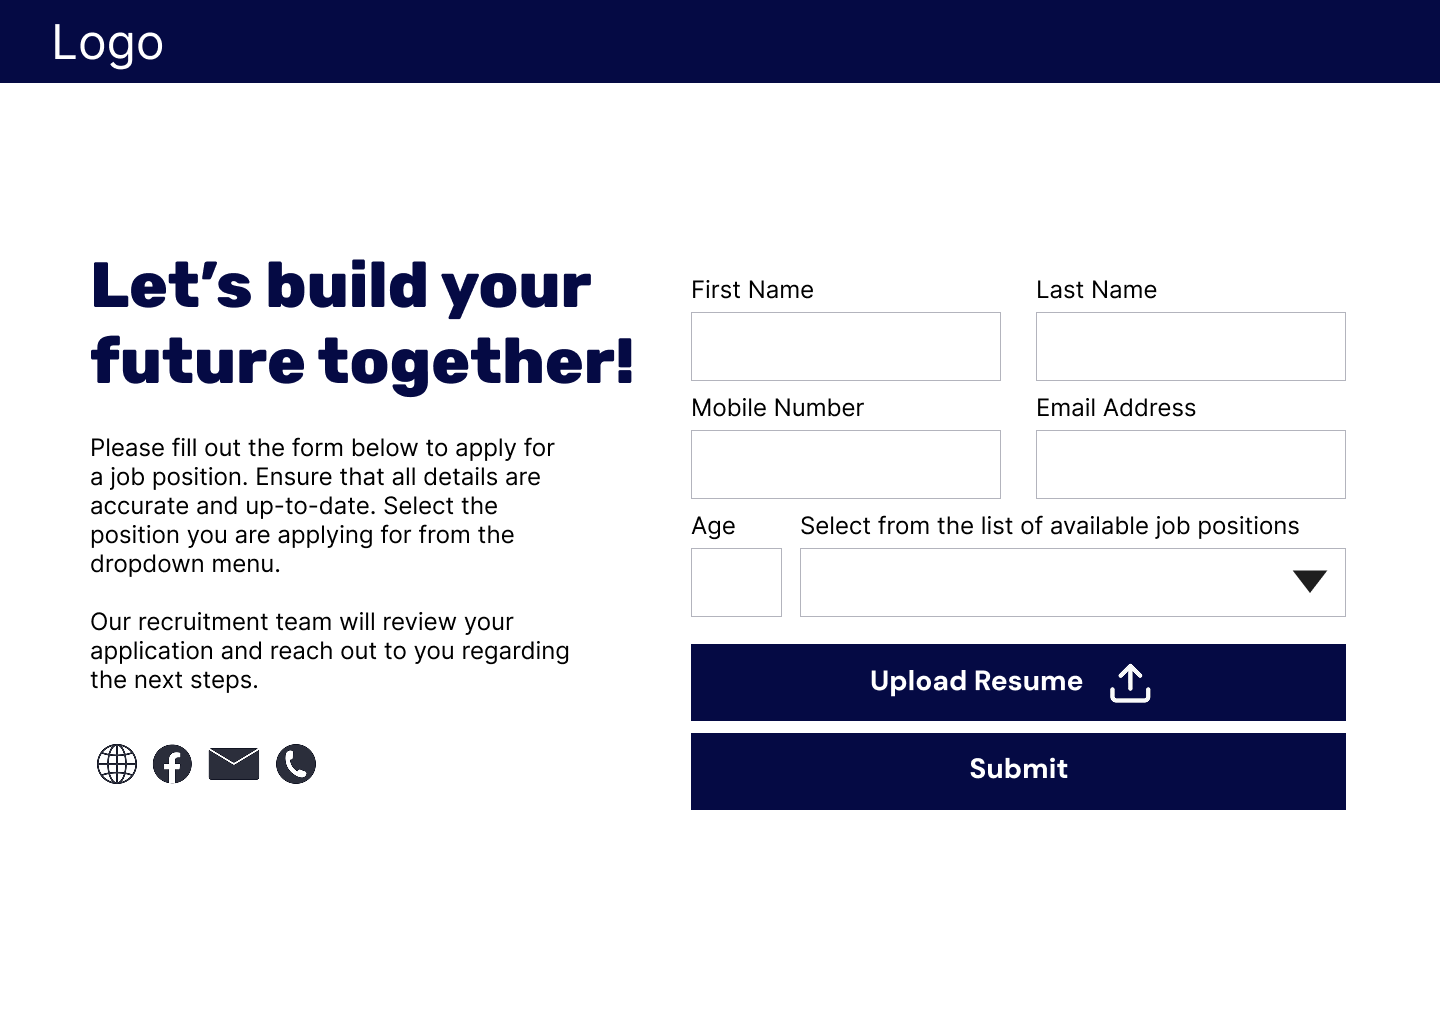 Logo
Let’s build your
future together!
Please fill out the form below to apply for
a job position. Ensure that all details are
accurate and up-to-date. Select the
position you are applying for from the
dropdown menu.
Our recruitment team will review your
application and reach out to you regarding
the next steps.
First Name
Last Name
Mobile Number
Email Address
Age
Select from the list of available job positions
Upload Resume
Submit